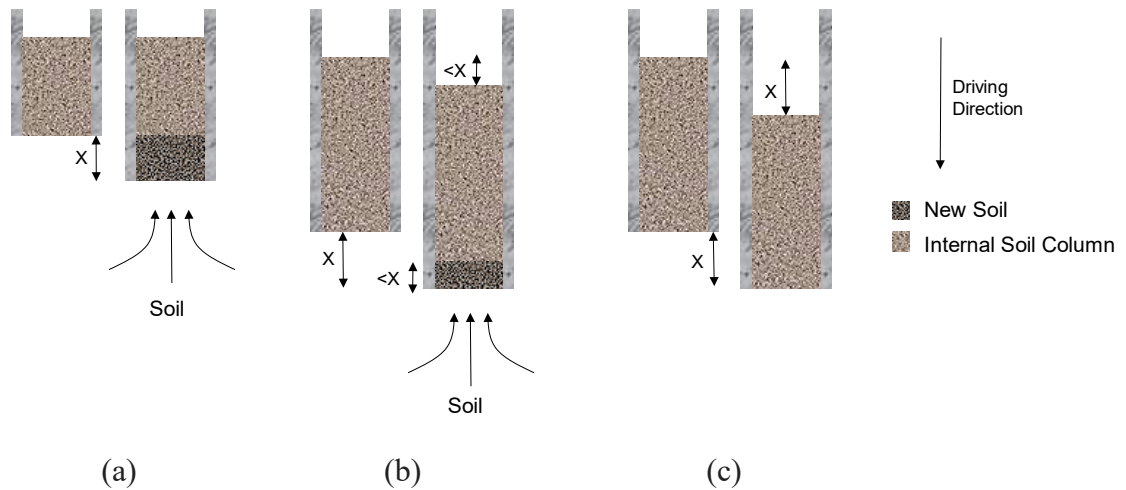 X
Soil
(a)
<X
X
<X
Soil
(b)
X
X
(c)
Driving
Direction
New Soil
Internal Soil Column